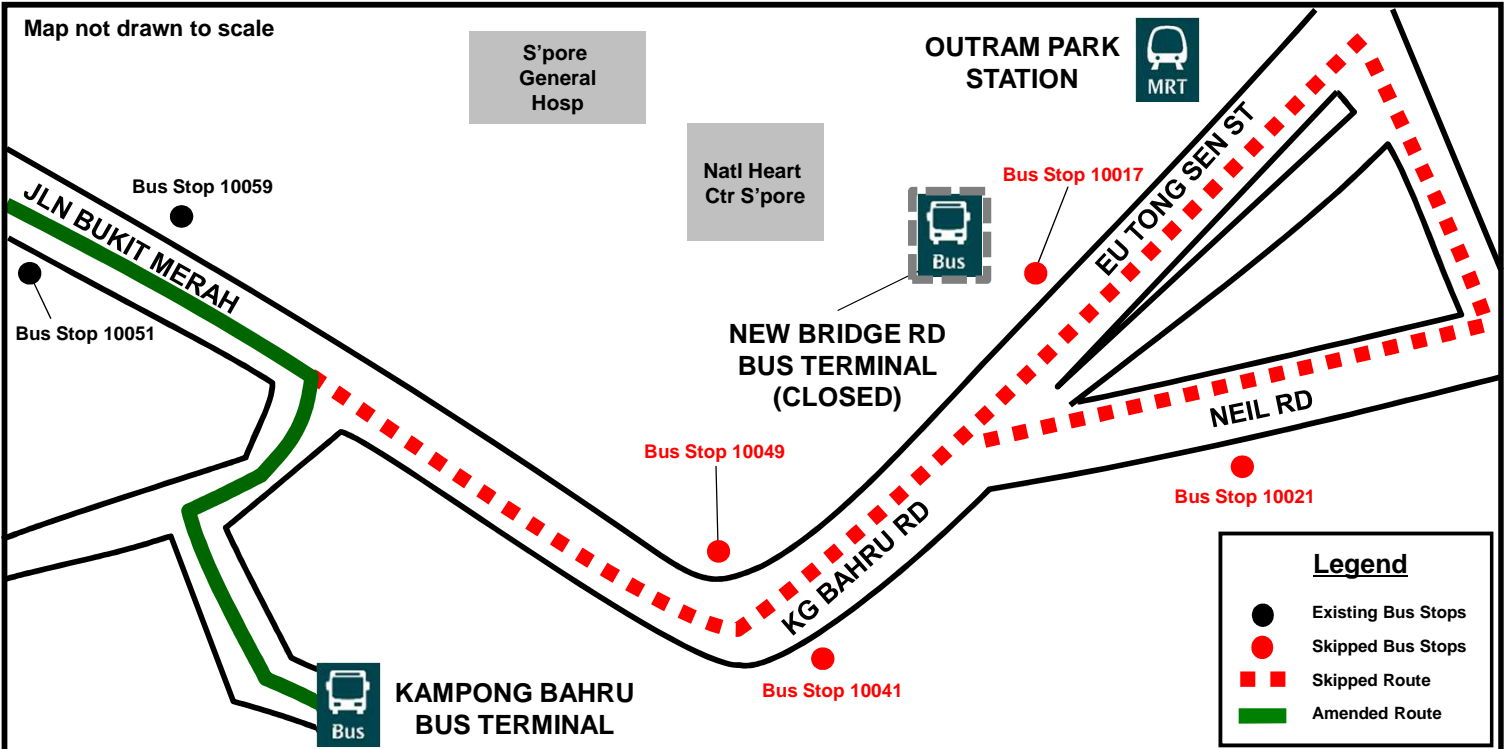 Map not drawn to scale
S'pore
General
Hosp
OUTRAM PARK
STATION
MRT
Natl Heart
Ctr S'pore
Bus Stop 10059
Bus Stop 10017
JLN BUKIT MERAH
EU TONG SEN ST
Bus
Bus Stop 10051
NEW BRIDGE RD
BUS TERMINAL
(CLOSED)
NEIL RD
Bus Stop 10049
Bus Stop 10021
KG BAHRU RD
Bus Stop 10041
KAMPONG BAHRU
BUS TERMINAL
Bus
Legend
Existing Bus Stops
Skipped Bus Stops
Skipped Route
Amended Route